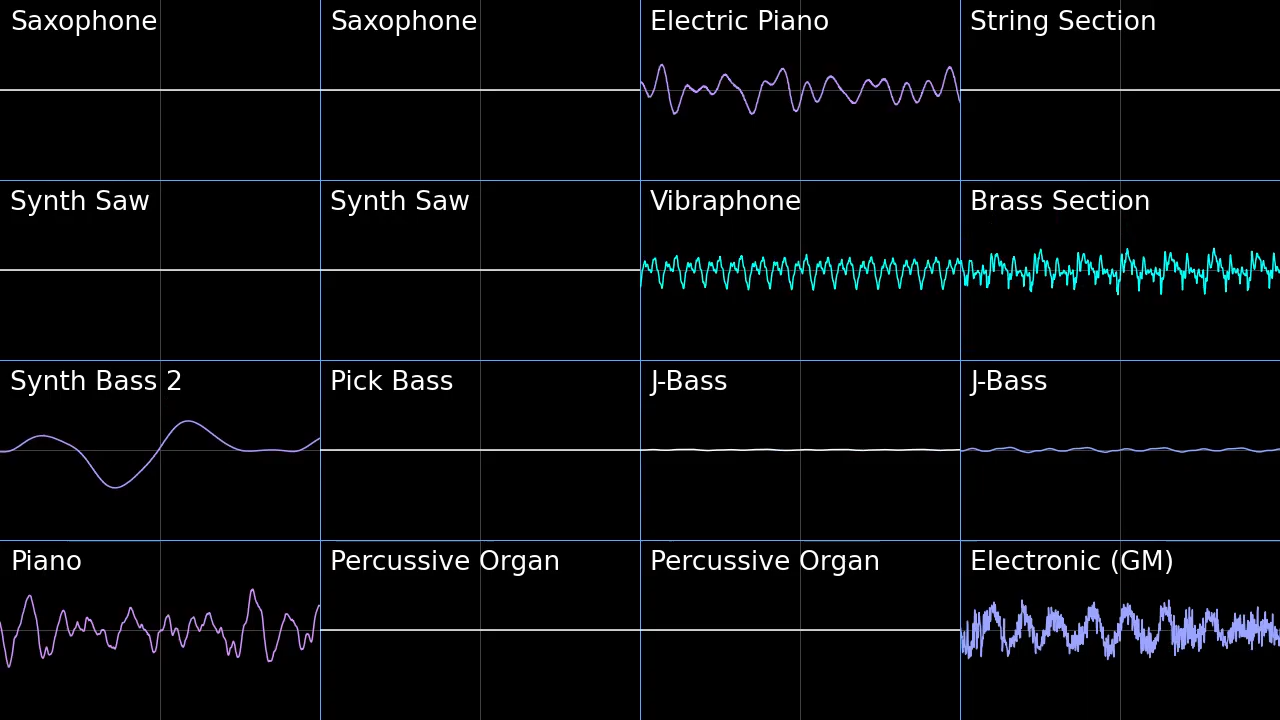 Saxophone
Saxophone
Electric Piano
String Section
Synth Saw
Synth Saw
Vibraphone
Brass Section
Synth Bass 2
Pick Bass
J-Bass
J-Bass
Piano
Percussive Organ
Percussive Organ
Electronic (GM)